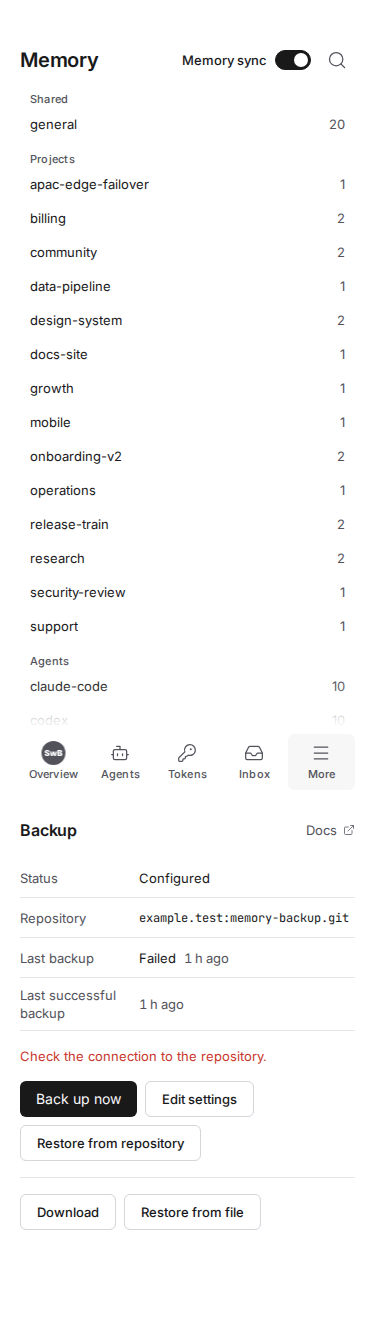 Memory
Memory sync
Shared
general 20
Projects
apac-edge-failover 1
billing 2
community 2
data-pipeline 1
design-system 2
docs-site 1
growth 1
mobile 1
onboarding-v2 2
operations 1
release-train 2
research 2
security-review 1
support 1
Agents
claude-code 10
codex 10
SwB
Overview Agents Tokens Inbox More
Backup Docs
Status Configured
Repository example.test:memory-backup.git
Last backup Failed 1 h ago
Last successful
backup 1 h ago
Check the connection to the repository.
Back up now Edit settings
Restore from repository
Download Restore from file